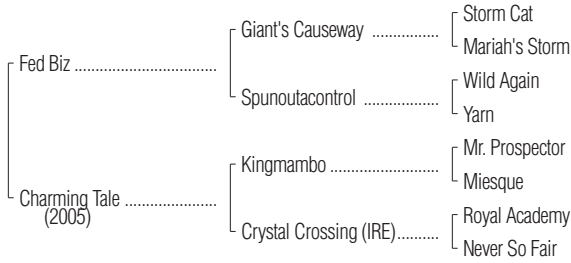 Storm Cat
Giant's Causeway ................
Mariah's Storm
Fed Biz ..................................
Wild Again
Spunoutacontrol ..................
Yarn
Mr. Prospector
Kingmambo ..........................
Miesque
Charming Tale ......................
(2005)
Royal Academy
Crystal Crossing (IRE)..........
Never So Fair